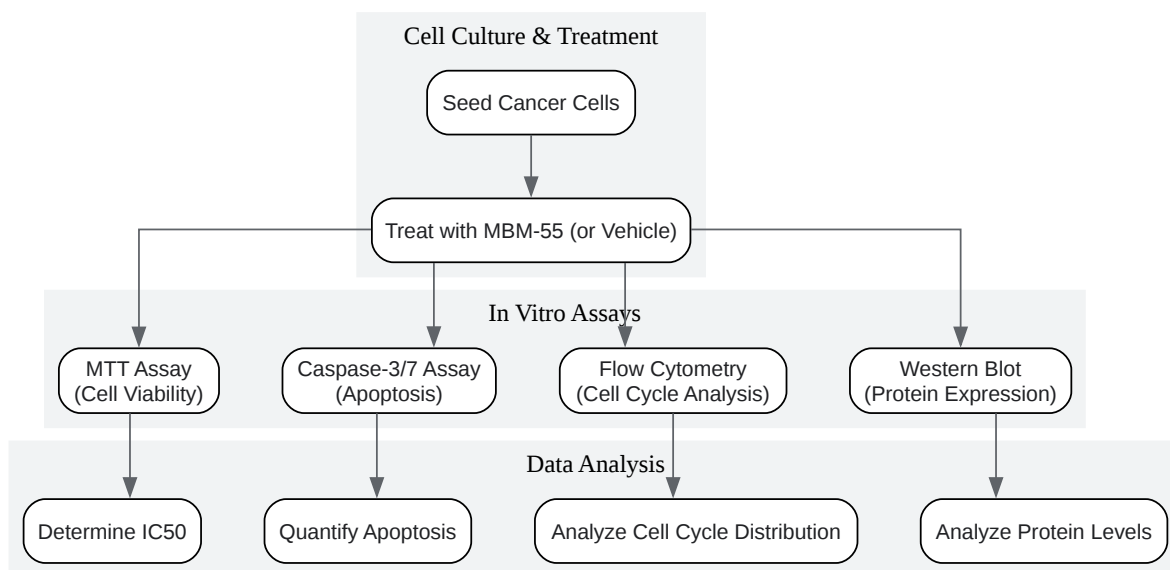 Cell Culture & Treatment
Seed Cancer Cells
Treat with MBM-55 (or Vehicle)
In Vitro Assays
MTT Assay
(Cell Viability)
Caspase-3/7 Assay
(Apoptosis)
Flow Cytometry
(Cell Cycle Analysis)
Western Blot
(Protein Expression)
Data Analysis
Determine IC50
Quantify Apoptosis
Analyze Cell Cycle Distribution
Analyze Protein Levels